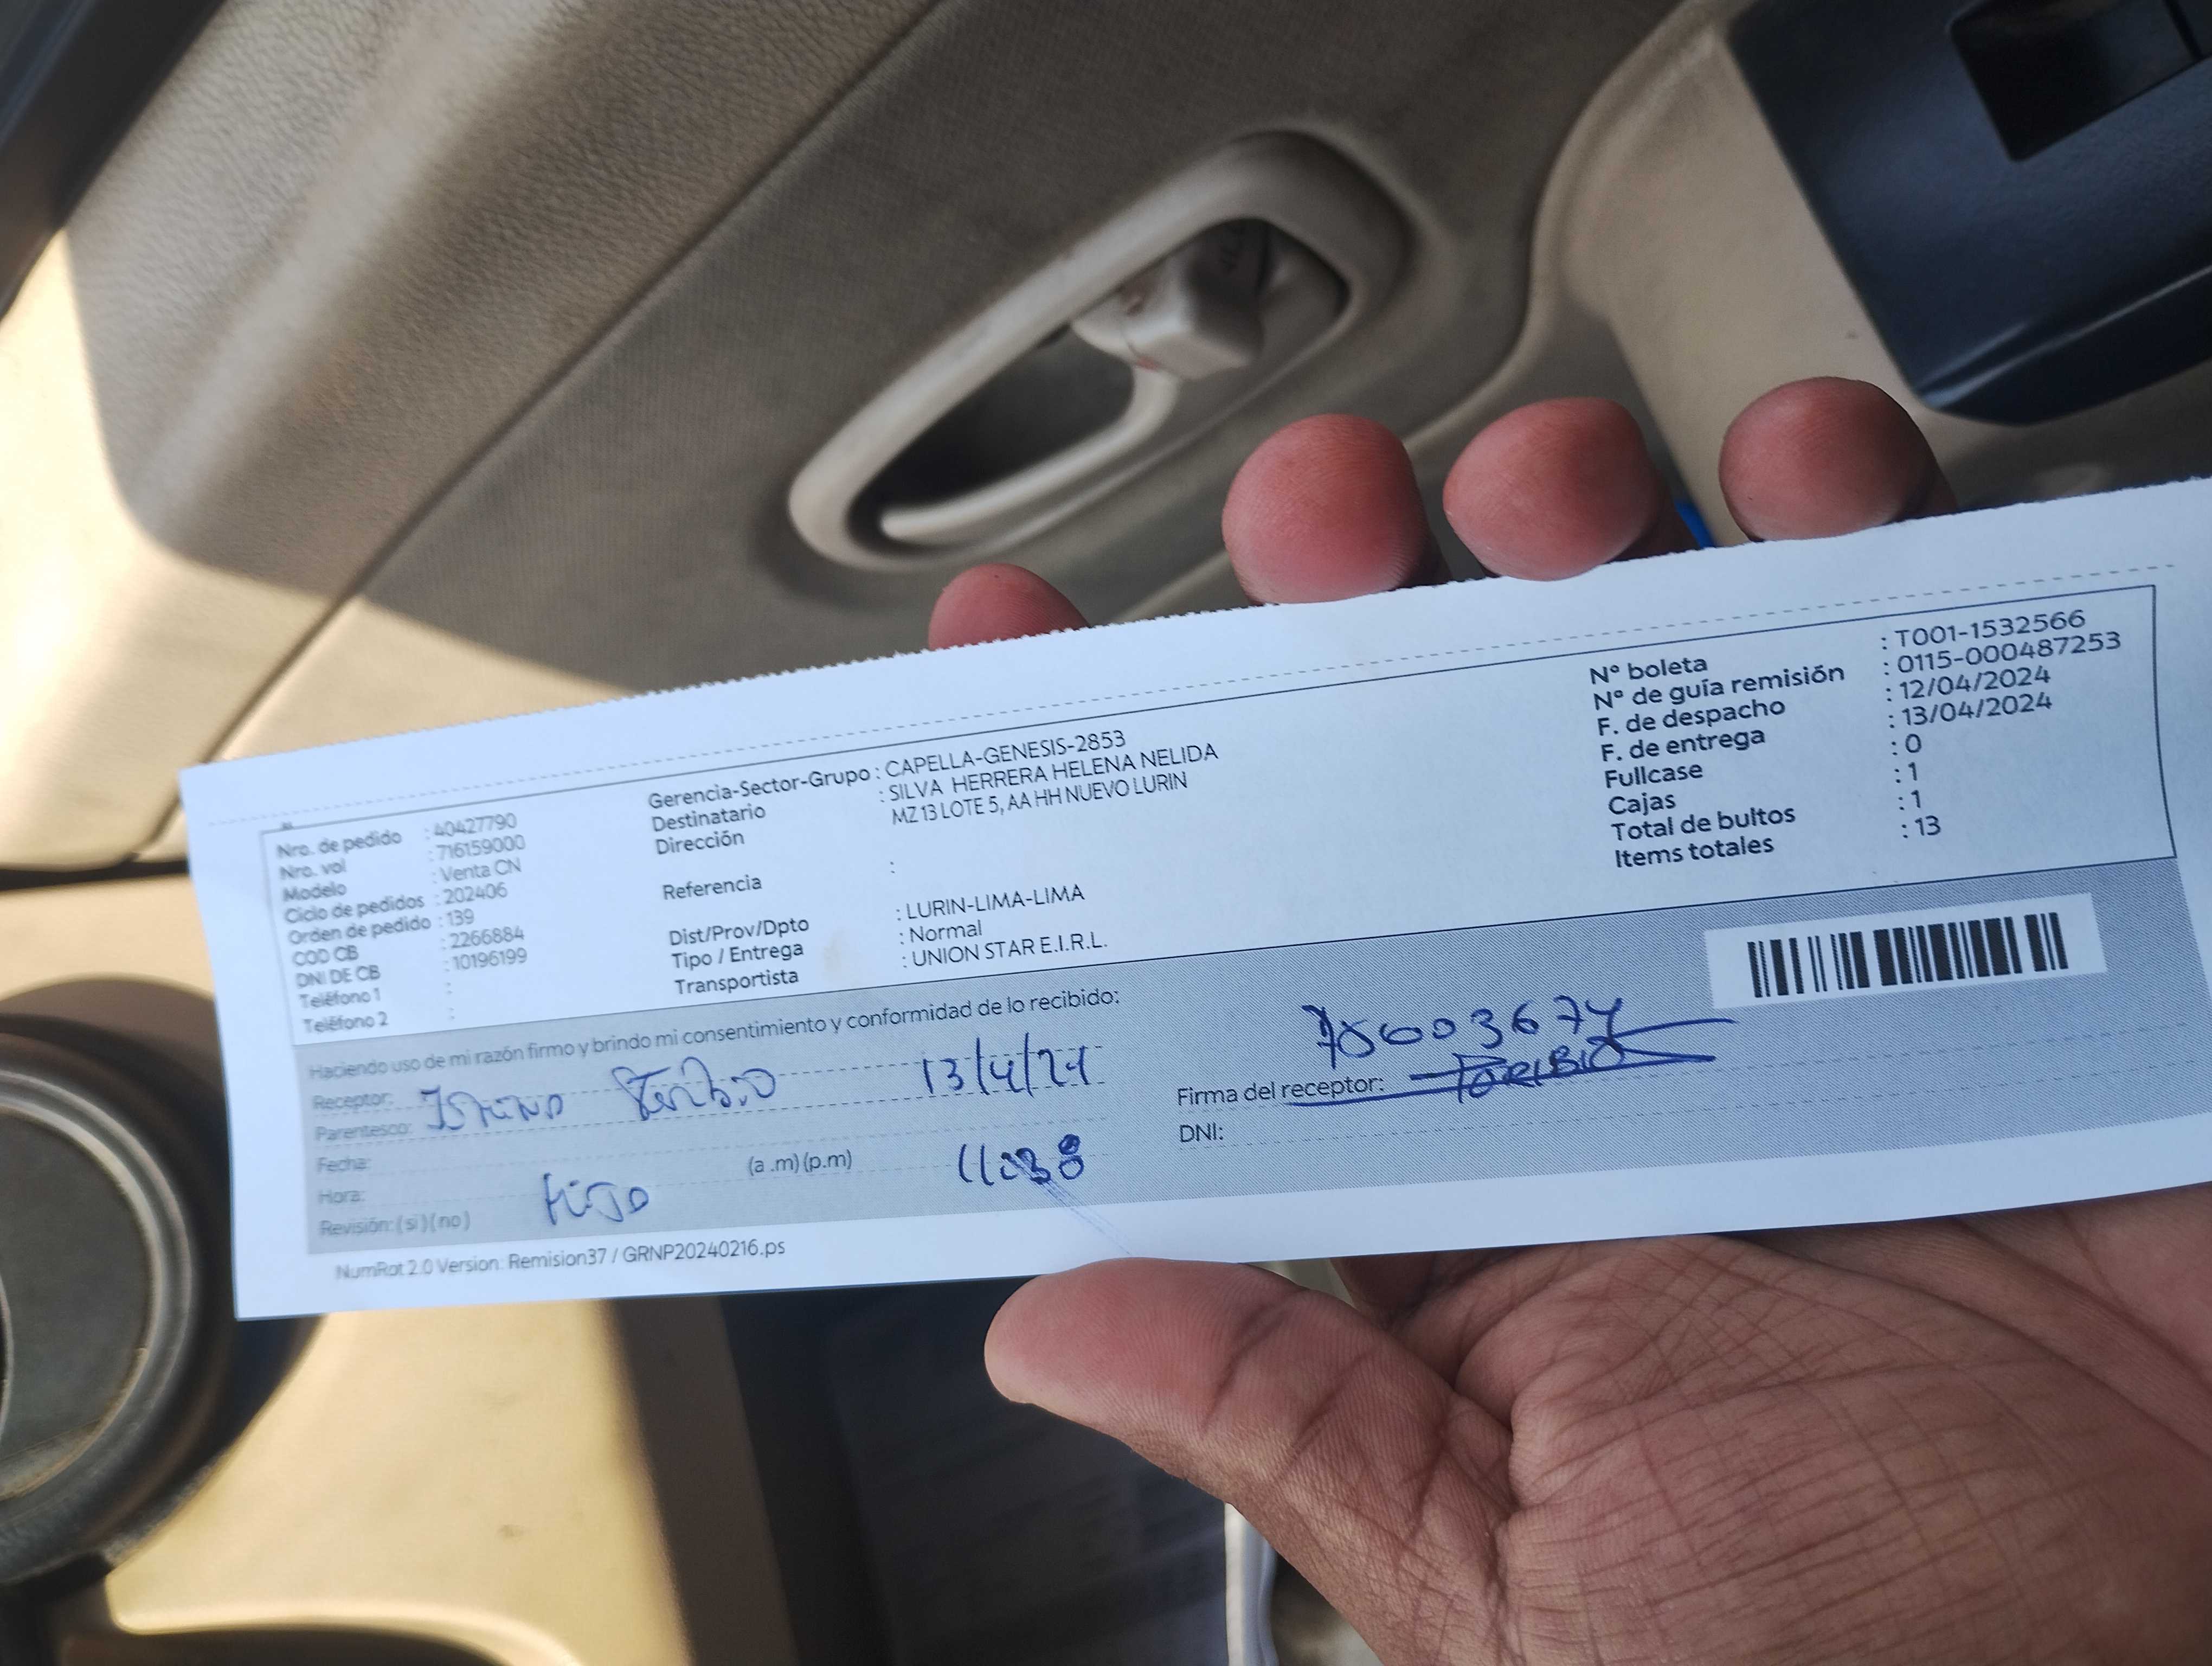 Nro. de pedido : 40427790
Nro. vol : 716159000
Modelo : Venta CN
Ciclo de pedidos : 202406
Orden de pedido : 139
COD CB : 2266884
DNI DE CB : 10196199
Teléfono 1 :
Teléfono 2 :
Gerencia-Sector-Grupo : CAPELLA-GENESIS-2853
Destinatario : SILVA HERRERA HELENA NELIDA
Dirección MZ 13 LOTE 5, AA HH NUEVO LURIN
Referencia :
Dist/Prov/Dpto : LURIN-LIMA-LIMA
Tipo / Entrega : Normal
Transportista : UNION STAR E.I.R.L.
N° boleta : T001-1532566
N° de guía remisión : 0115-000487253
F. de despacho : 12/04/2024
F. de entrega : 13/04/2024
Fullcase : 0
Cajas : 1
Total de bultos : 1
Items totales : 13
Haciendo uso de mi razón firmo y brindo mi consentimiento y conformidad de lo recibido:
Receptor:
Parentesco:
13/4/24
Fecha:
Hora: (a .m) (p.m) 11:38
Revisión: ( si ) ( no ) HIJO
Firma del receptor: TORIBIO
DNI:
NumRot 2.0 Version: Remision37 / GRNP20240216.ps